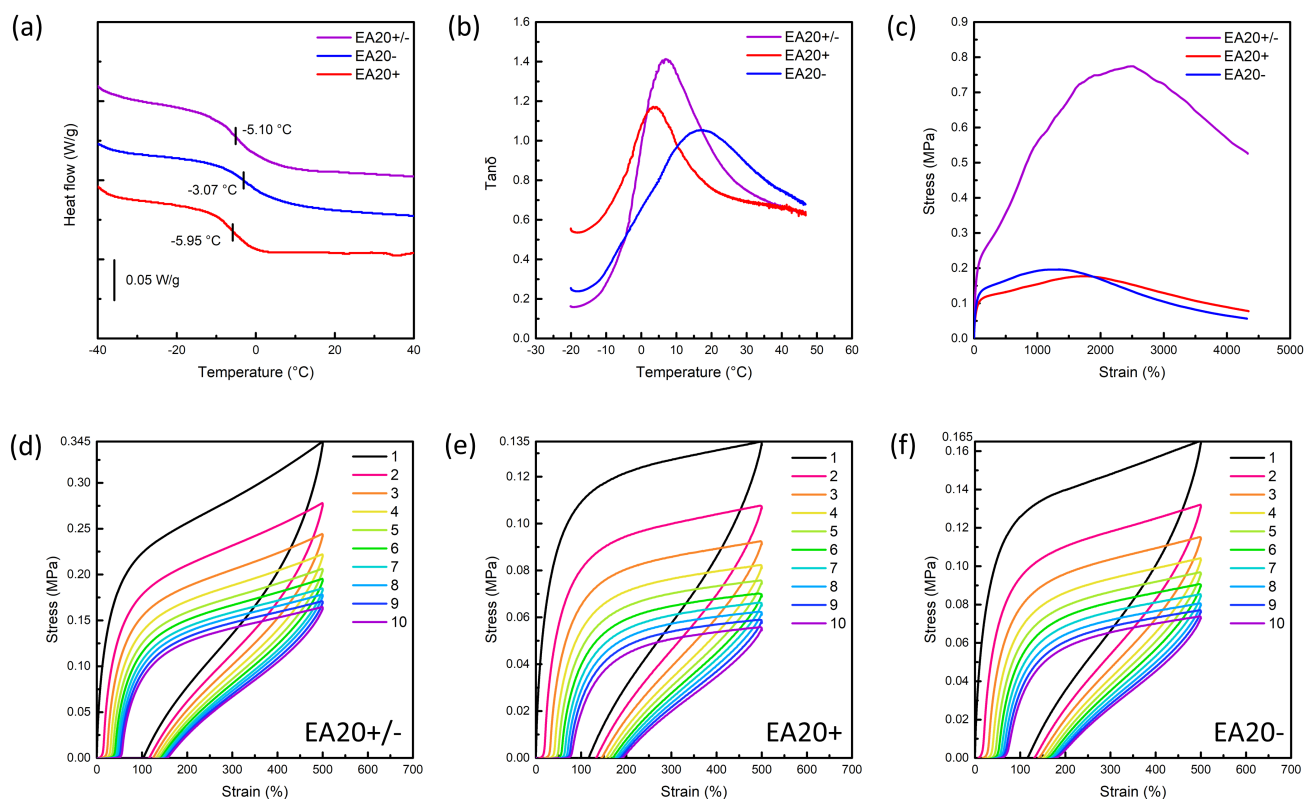 (a)
EA20+/-
EA20-
EA20+
-5.10 °C
-3.07 °C
-5.95 °C
0.05 W/g
Heat flow (W/g)
-40 -20 0 20 40
Temperature (°C)
(b)
EA20+/-
EA20+
EA20-
1.6
1.4
1.2
1.0
0.8
0.6
0.4
0.2
Tanδ
-30 -20 -10 0 10 20 30 40 50 60
Temperature (°C)
(c)
EA20+/-
EA20+
EA20-
0.9
0.8
0.7
0.6
0.5
0.4
0.3
0.2
0.1
0.0
Stress (MPa)
0 1000 2000 3000 4000 5000
Strain (%)
(d)
0.345
0.30
0.25
0.20
0.15
0.10
0.05
0.00
Stress (MPa)
1
2
3
4
5
6
7
8
9
10
EA20+/-
0 100 200 300 400 500 600 700
Strain (%)
(e)
0.135
0.12
0.10
0.08
0.06
0.04
0.02
0.00
Stress (MPa)
1
2
3
4
5
6
7
8
9
10
EA20+
0 100 200 300 400 500 600 700
Strain (%)
(f)
0.165
0.16
0.14
0.12
0.10
0.08
0.06
0.04
0.02
0.00
Stress (MPa)
1
2
3
4
5
6
7
8
9
10
EA20-
0 100 200 300 400 500 600 700
Strain (%)